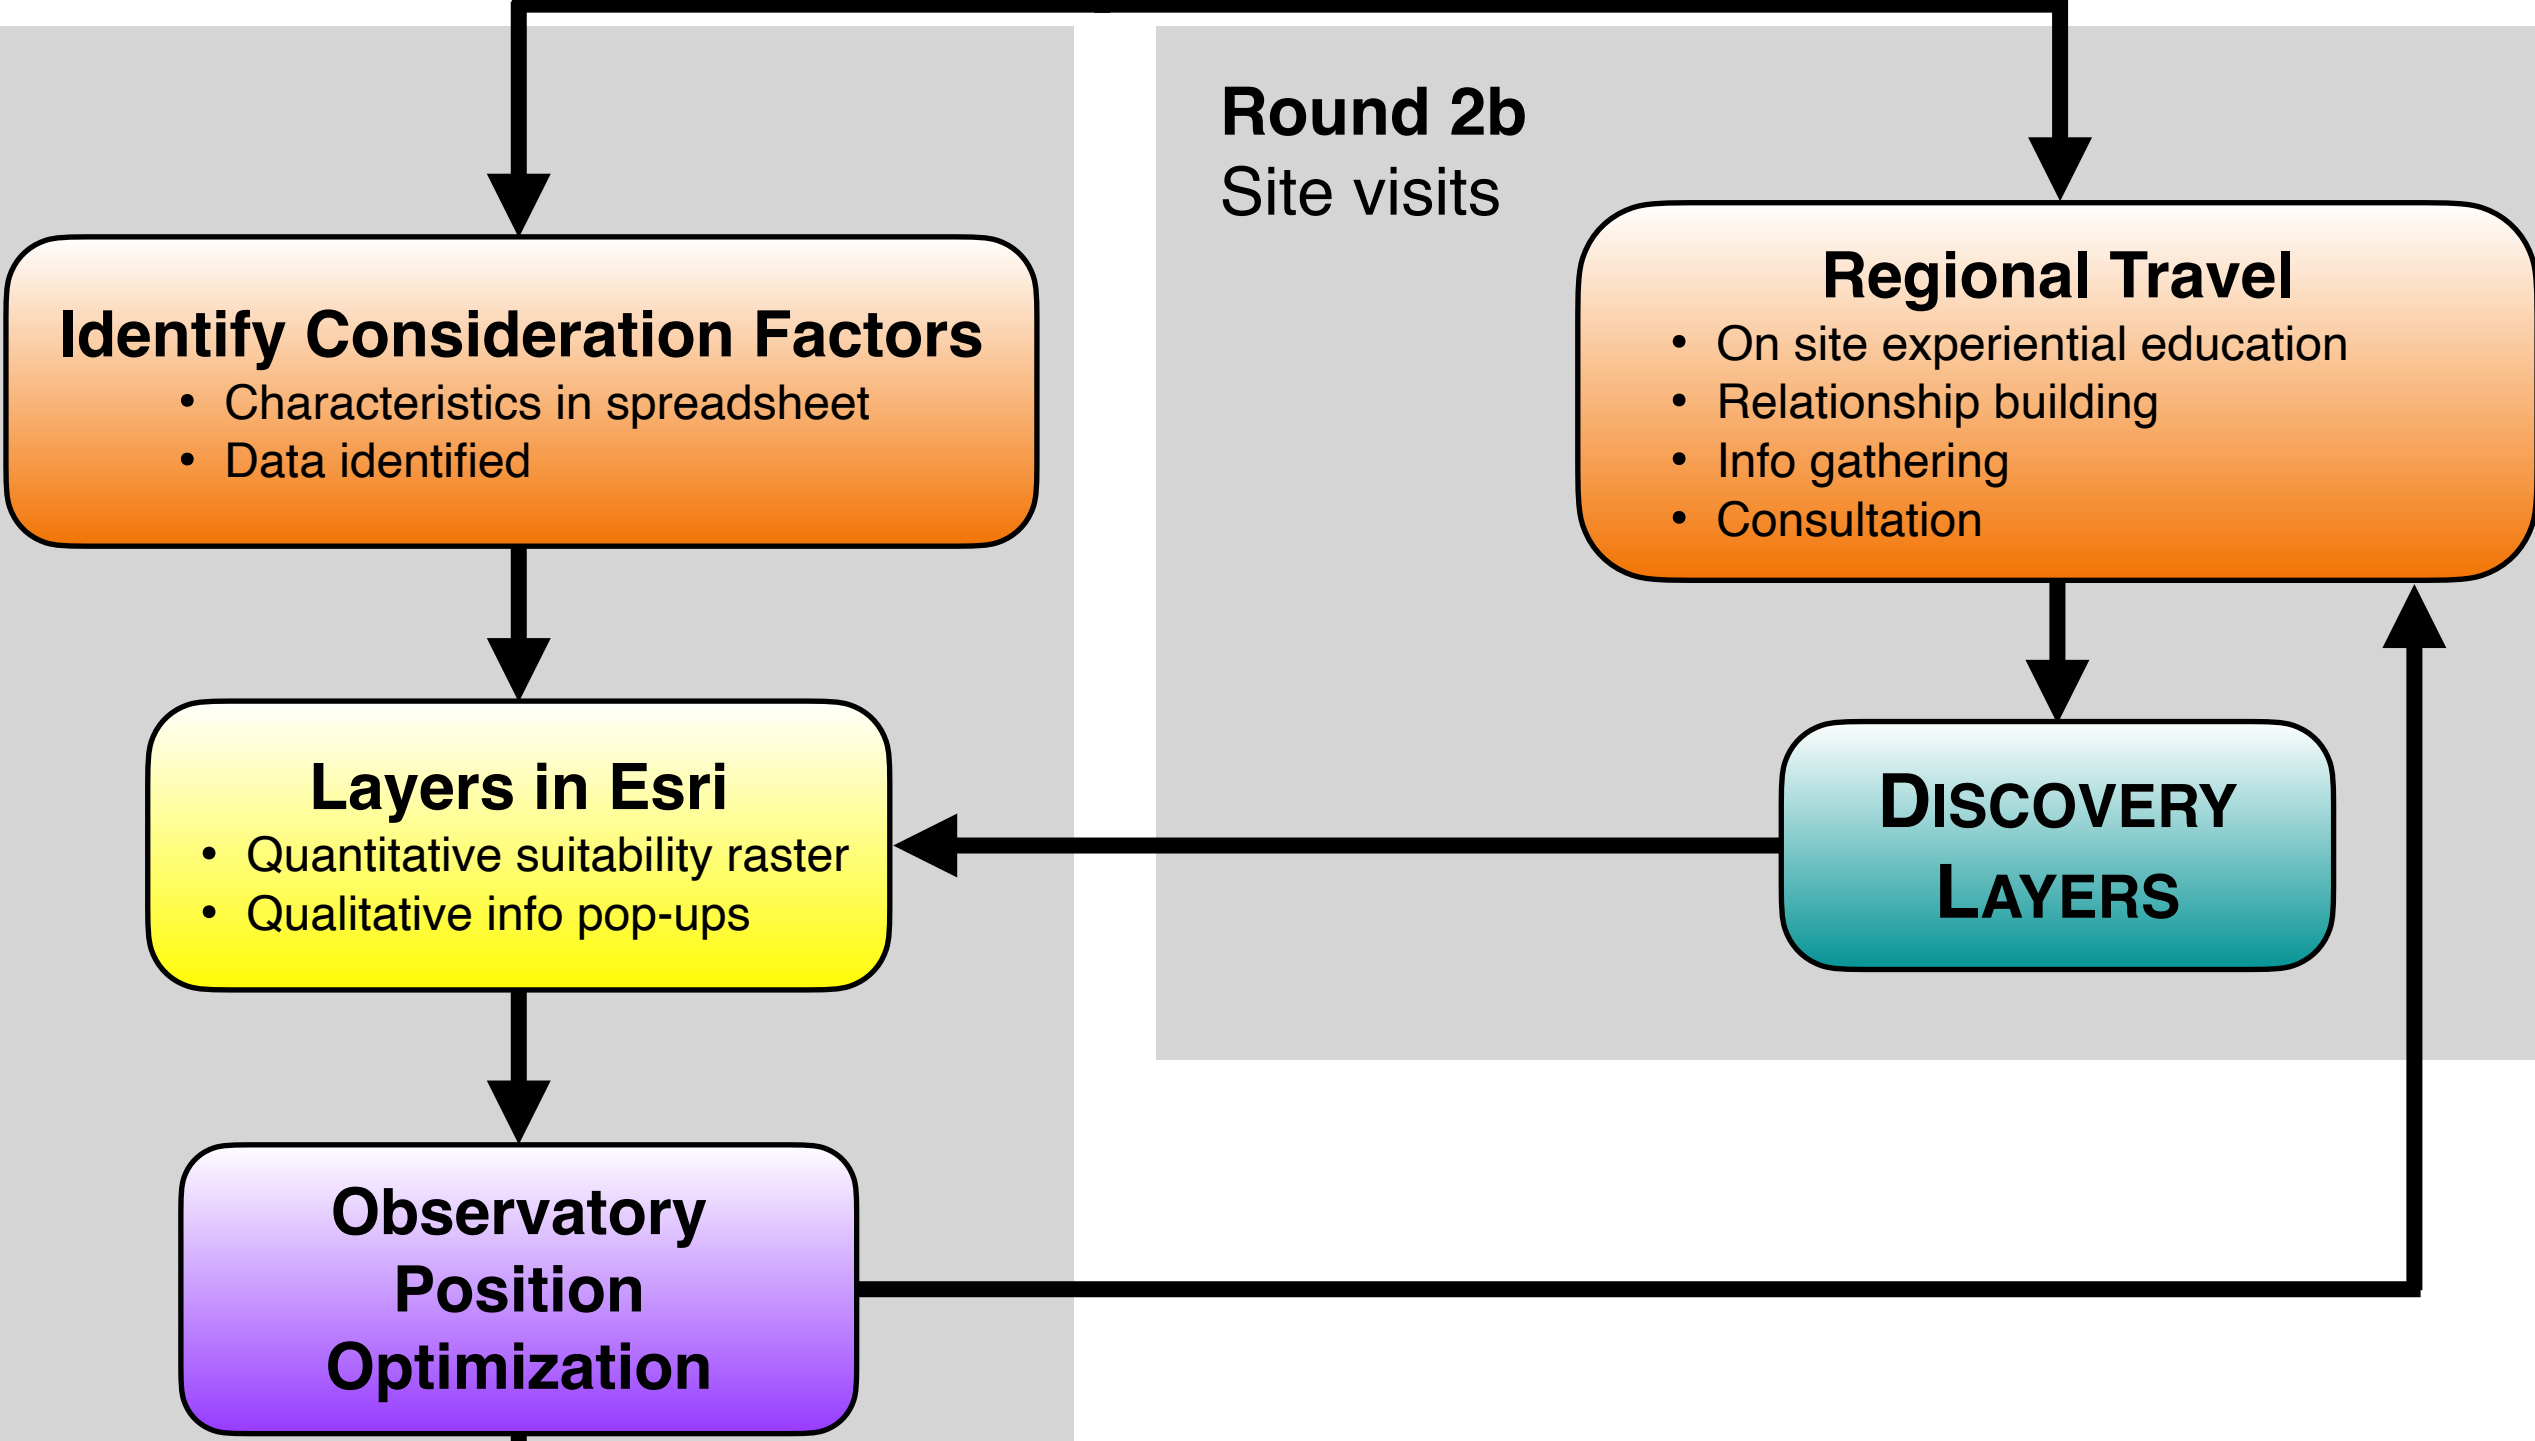 Round 2b
Site visits
Identify Consideration Factors
• Characteristics in spreadsheet
• Data identified
Regional Travel
• On site experiential education
• Relationship building
• Info gathering
• Consultation
Layers in Esri
• Quantitative suitability raster
• Qualitative info pop-ups
DISCOVERY
LAYERS
Observatory
Position
Optimization